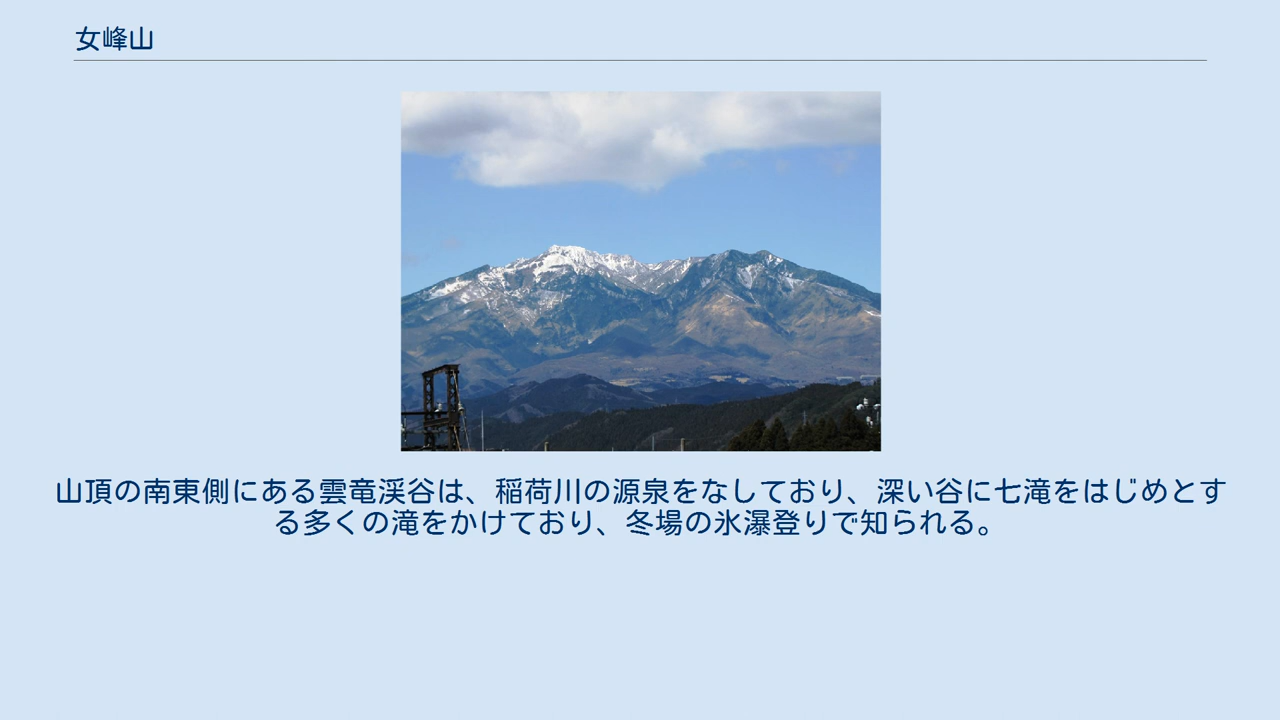 女峰山
山頂の南東側にある雲竜渓谷は、稲荷川の源泉をなしており、深い谷に七滝をはじめとす
る多くの滝をかけており、冬場の氷瀑登りで知られる。